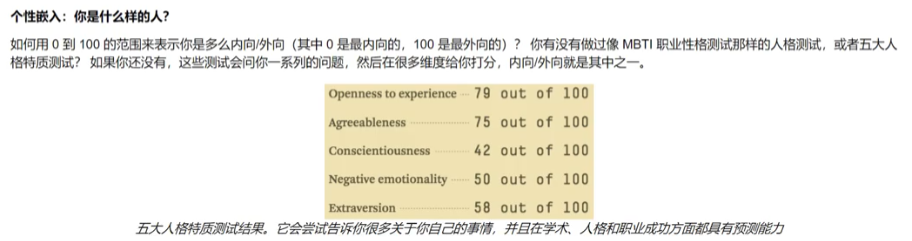 个性嵌入：你是什么样的人？
如何用 0 到 100 的范围来表示你是多么内向/外向（其中 0 是最内向的，100 是最外向的）？ 你有没有做过像 MBTI 职业性格测试那样的人格测试，或者五大人
格特质测试？ 如果你还没有，这些测试会问你一系列的问题，然后在很多维度给你打分，内向/外向就是其中之一。
Openness to experience 79 out of 100
Agreeableness 75 out of 100
Conscientiousness 42 out of 100
Negative emotionality 50 out of 100
Extraversion 58 out of 100
五大人格特质测试结果。它会尝试告诉你很多关于你自己的事情，并且在学术、人格和职业成功方面都具有预测能力